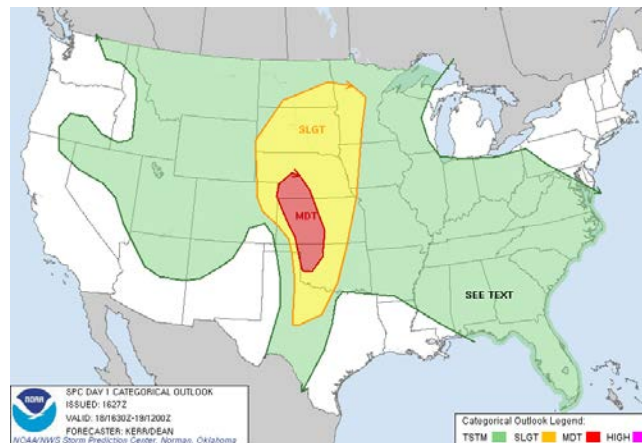 SLGT
MDT
SEE TEXT
SPC DAY 1 CATEGORICAL OUTLOOK
ISSUED: 1627Z
VALID: 18/1630Z-19/1200Z
FORECASTER: KERR/DEAN
NOAA/NWS Storm Prediction Center, Norman, Oklahoma
Categorical Outlook Legend:
TSTM SLGT MDT HIGH